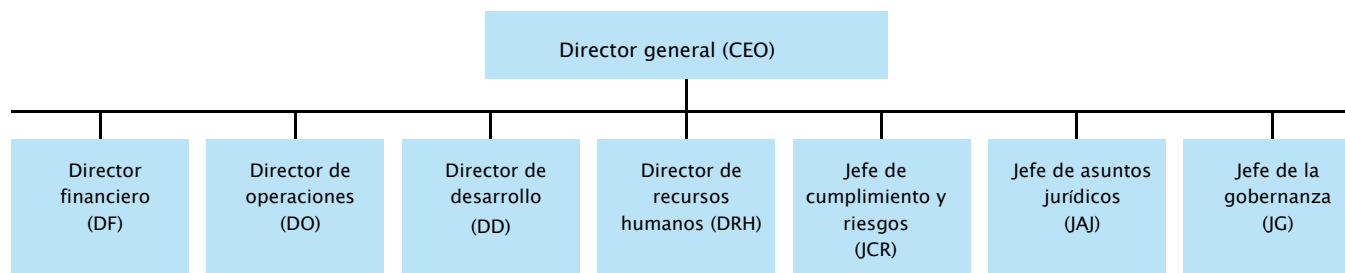 Director general (CEO)
Director
financiero
(DF)
Director de
operaciones
(DO)
Director de
desarrollo
(DD)
Director de
recursos
humanos (DRH)
Jefe de
cumplimiento y
riesgos
(JCR)
Jefe de asuntos
jurídicos
(JAJ)
Jefe de la
gobernanza
(JG)